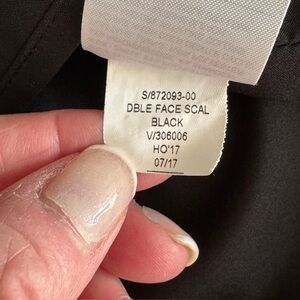 S/872093-00
DBLE FACE SCAL
BLACK
V/306006
HO'17
07/17